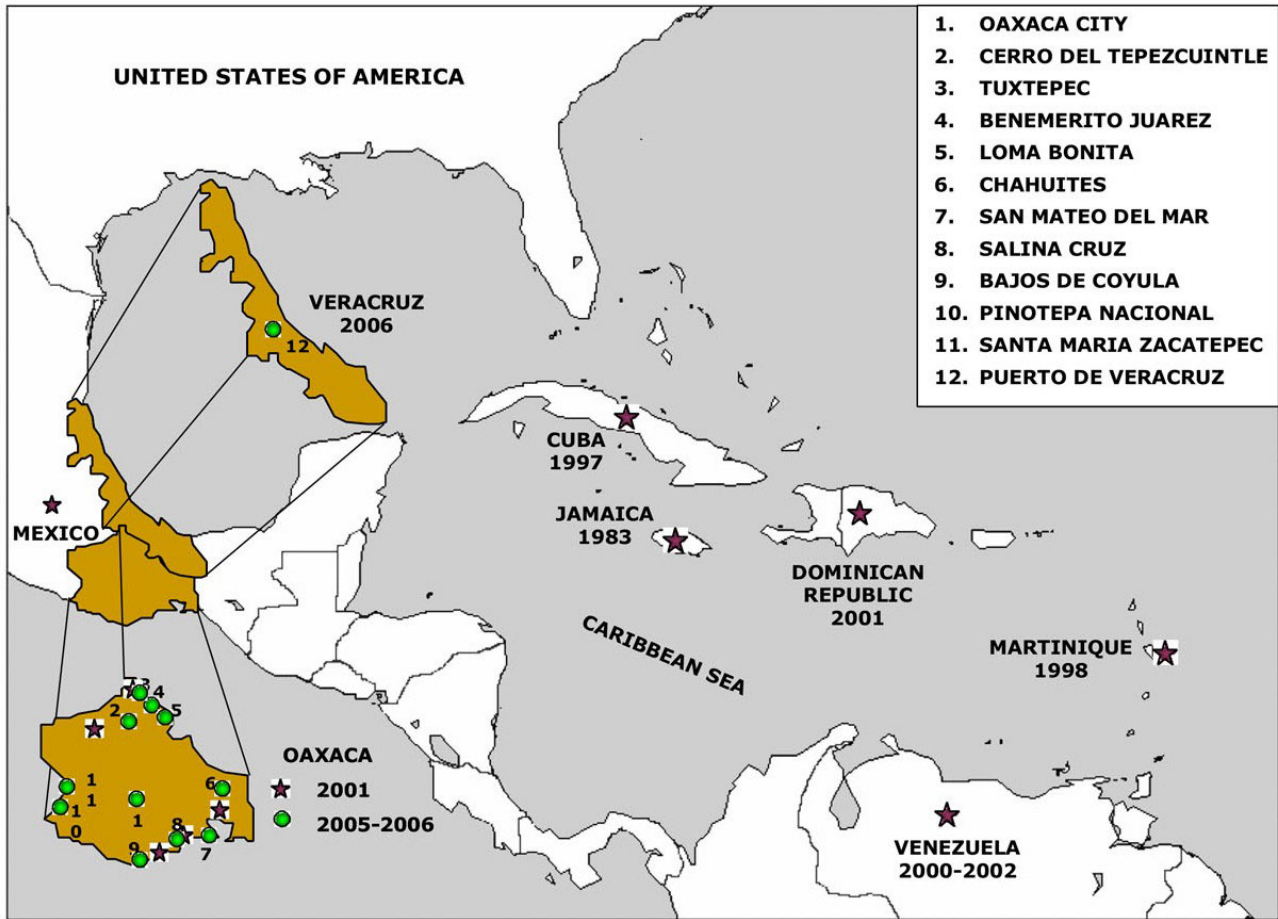 UNITED STATES OF AMERICA
1. OAXACA CITY
2. CERRO DEL TEPEZCUINTLE
3. TUXTEPEC
4. BENEMERITO JUAREZ
5. LOMA BONITA
6. CHAHUITES
7. SAN MATEO DEL MAR
8. SALINA CRUZ
9. BAJOS DE COYULA
10. PINOTEPA NACIONAL
11. SANTA MARIA ZACATEPEC
12. PUERTO DE VERACRUZ
VERACRUZ
2006
12
CUBA
1997
MEXICO
JAMAICA
1983
DOMINICAN
REPUBLIC
2001
CARIBBEAN SEA
MARTINIQUE
1998
3
4
2
5
OAXACA
2001
2005-2006
1
1
1
0
1
6
8
7
9
VENEZUELA
2000-2002